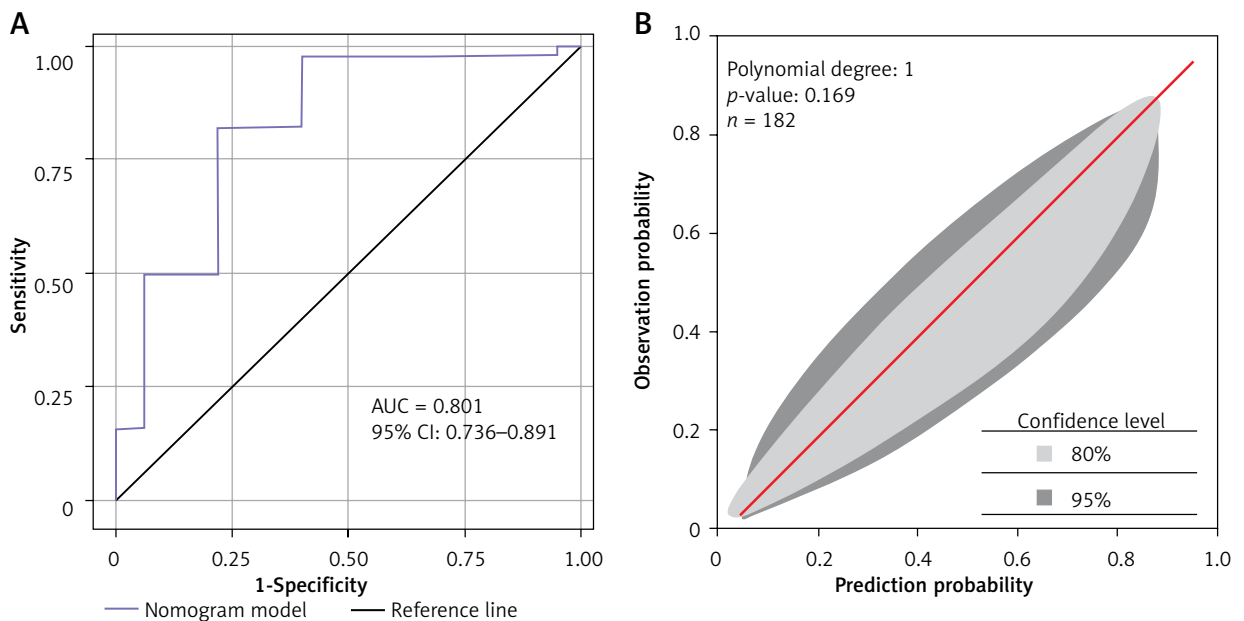 A
1.00
0.75
0.50
0.25
0
Sensitivity
AUC = 0.801
95% CI: 0.736–0.891
0 0.25 0.50 0.75 1.00
1-Specificity
Nomogram model Reference line
B
1.0
0.8
0.6
0.4
0.2
0
Observation probability
Polynomial degree: 1
p-value: 0.169
n = 182
Confidence level
80%
95%
0 0.2 0.4 0.6 0.8 1.0
Prediction probability